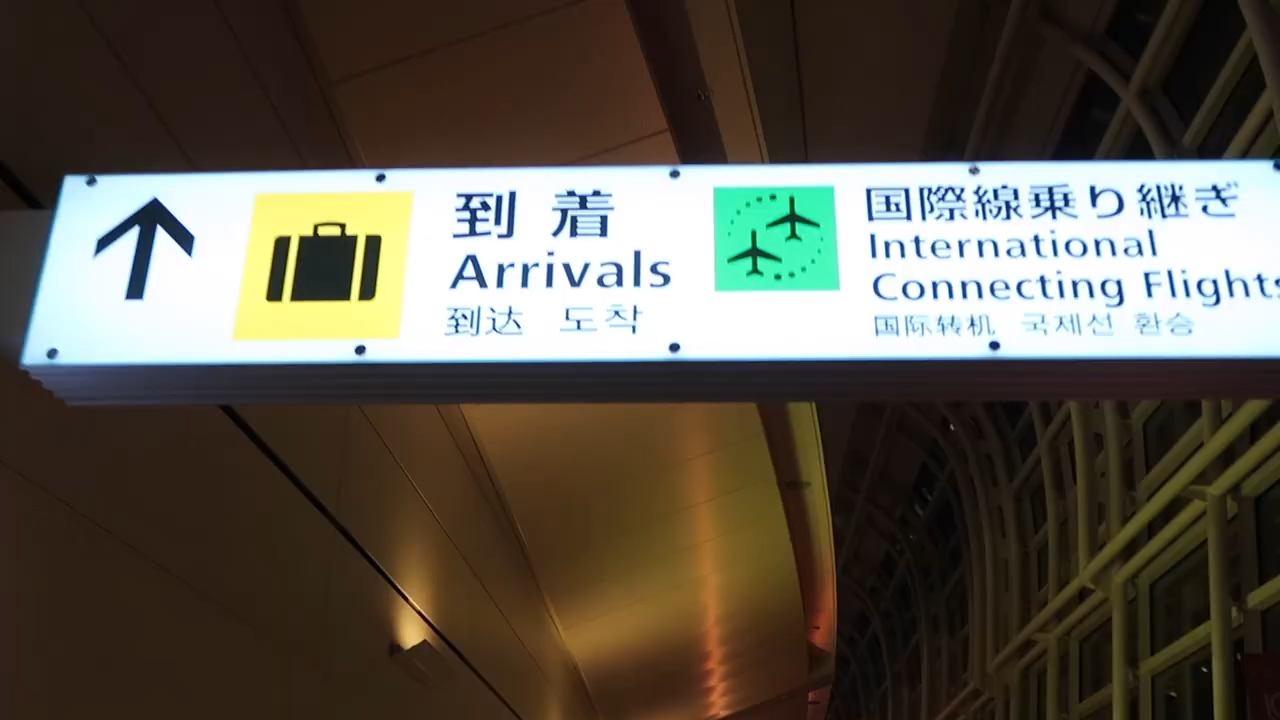 到着
Arrivals
到达 도착
国際線乗り継ぎ
International
Connecting Flights
国际转机 국제선 환승